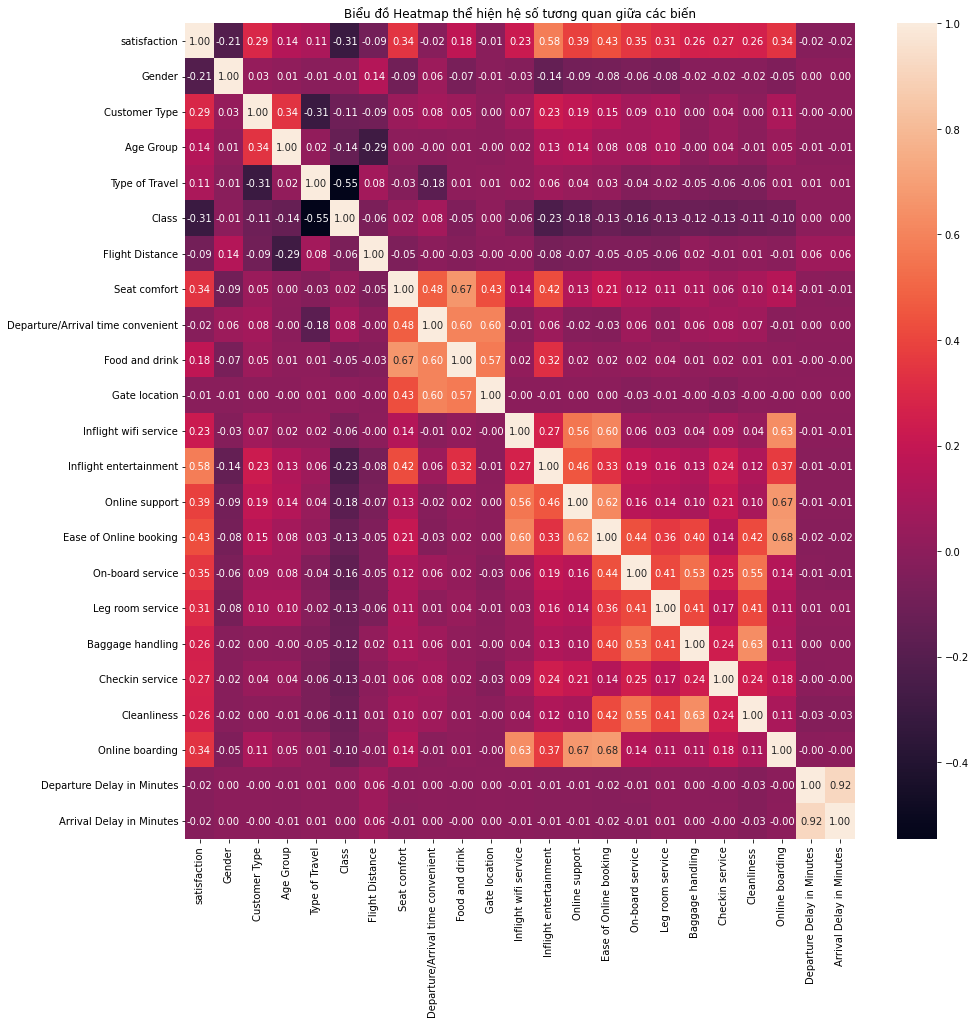 Biểu đồ Heatmap thể hiện hệ số tương quan giữa các biến
satisfaction 1.00 -0.21 0.29 0.14 0.11 -0.31 -0.09 0.34 -0.02 0.18 -0.01 0.23 0.58 0.39 0.43 0.35 0.31 0.26 0.27 0.26 0.34 -0.02 -0.02
Gender -0.21 1.00 0.03 0.01 -0.01 -0.01 0.14 -0.09 0.06 -0.07 -0.01 -0.03 -0.14 -0.09 -0.08 -0.06 -0.08 -0.02 -0.02 -0.02 -0.05 0.00 0.00
Customer Type 0.29 0.03 1.00 0.34 -0.31 -0.11 -0.09 0.05 0.08 0.05 0.00 0.07 0.23 0.19 0.15 0.09 0.10 0.00 0.04 0.00 0.11 -0.00 -0.00
Age Group 0.14 0.01 0.34 1.00 0.02 -0.14 -0.29 0.00 -0.00 0.01 -0.00 0.02 0.13 0.14 0.08 0.08 0.10 -0.00 0.04 -0.01 0.05 -0.01 -0.01
Type of Travel 0.11 -0.01 -0.31 0.02 1.00 -0.55 0.08 -0.03 -0.18 0.01 0.01 0.02 0.06 0.04 0.03 -0.04 -0.02 -0.05 -0.06 -0.06 0.01 0.01 0.01
Class -0.31 -0.01 -0.11 -0.14 -0.55 1.00 -0.06 0.02 0.08 -0.05 0.00 -0.06 -0.23 -0.18 -0.13 -0.16 -0.13 -0.12 -0.13 -0.11 -0.10 0.00 0.00
Flight Distance -0.09 0.14 -0.09 -0.29 0.08 -0.06 1.00 -0.05 -0.00 -0.03 -0.00 -0.00 -0.08 -0.07 -0.05 -0.05 -0.06 0.02 -0.01 0.01 -0.01 0.06 0.06
Seat comfort 0.34 -0.09 0.05 0.00 -0.03 0.02 -0.05 1.00 0.48 0.67 0.43 0.14 0.42 0.13 0.21 0.12 0.11 0.11 0.06 0.10 0.14 -0.01 -0.01
Departure/Arrival time convenient -0.02 0.06 0.08 -0.00 -0.18 0.08 -0.00 0.48 1.00 0.60 0.60 -0.01 0.06 -0.02 -0.03 0.06 0.01 0.06 0.08 0.07 -0.01 0.00 0.00
Food and drink 0.18 -0.07 0.05 0.01 0.01 -0.05 -0.03 0.67 0.60 1.00 0.57 0.02 0.32 0.02 0.02 0.02 0.04 0.01 0.02 0.01 0.01 -0.00 -0.00
Gate location -0.01 -0.01 0.00 -0.00 0.01 0.00 -0.00 0.43 0.60 0.57 1.00 -0.00 -0.01 0.00 0.00 -0.03 -0.01 -0.00 -0.03 -0.00 -0.00 0.00 0.00
Inflight wifi service 0.23 -0.03 0.07 0.02 0.02 -0.06 -0.00 0.14 -0.01 0.02 -0.00 1.00 0.27 0.56 0.60 0.06 0.03 0.04 0.09 0.04 0.63 -0.01 -0.01
Inflight entertainment 0.58 -0.14 0.23 0.13 0.06 -0.23 -0.08 0.42 0.06 0.32 -0.01 0.27 1.00 0.46 0.33 0.19 0.16 0.13 0.24 0.12 0.37 -0.01 -0.01
Online support 0.39 -0.09 0.19 0.14 0.04 -0.18 -0.07 0.13 -0.02 0.02 0.00 0.56 0.46 1.00 0.62 0.16 0.14 0.10 0.21 0.10 0.67 -0.01 -0.01
Ease of Online booking 0.43 -0.08 0.15 0.08 0.03 -0.13 -0.05 0.21 -0.03 0.02 0.00 0.60 0.33 0.62 1.00 0.44 0.36 0.40 0.14 0.42 0.68 -0.02 -0.02
On-board service 0.35 -0.06 0.09 0.08 -0.04 -0.16 -0.05 0.12 0.06 0.02 -0.03 0.06 0.19 0.16 0.44 1.00 0.41 0.53 0.25 0.55 0.14 -0.01 -0.01
Leg room service 0.31 -0.08 0.10 0.10 -0.02 -0.13 -0.06 0.11 0.01 0.04 -0.01 0.03 0.16 0.14 0.36 0.41 1.00 0.41 0.17 0.41 0.11 0.01 0.01
Baggage handling 0.26 -0.02 0.00 -0.00 -0.05 -0.12 0.02 0.11 0.06 0.01 -0.00 0.04 0.13 0.10 0.40 0.53 0.41 1.00 0.24 0.63 0.11 0.00 0.00
Checkin service 0.27 -0.02 0.04 0.04 -0.06 -0.13 -0.01 0.06 0.08 0.02 -0.03 0.09 0.24 0.21 0.14 0.25 0.17 0.24 1.00 0.24 0.18 -0.00 -0.00
Cleanliness 0.26 -0.02 0.00 -0.01 -0.06 -0.11 0.01 0.10 0.07 0.01 -0.00 0.04 0.12 0.10 0.42 0.55 0.41 0.63 0.24 1.00 0.11 -0.03 -0.03
Online boarding 0.34 -0.05 0.11 0.05 0.01 -0.10 -0.01 0.14 -0.01 0.01 -0.00 0.63 0.37 0.67 0.68 0.14 0.11 0.11 0.18 0.11 1.00 -0.00 -0.00
Departure Delay in Minutes -0.02 0.00 -0.00 -0.01 0.01 0.00 0.06 -0.01 0.00 -0.00 0.00 -0.01 -0.01 -0.01 -0.02 -0.01 0.01 0.00 -0.00 -0.03 -0.00 1.00 0.92
Arrival Delay in Minutes -0.02 0.00 -0.00 -0.01 0.01 0.00 0.06 -0.01 0.00 -0.00 0.00 -0.01 -0.01 -0.01 -0.02 -0.01 0.01 0.00 -0.00 -0.03 -0.00 0.92 1.00
satisfaction
Gender
Customer Type
Age Group
Type of Travel
Class
Flight Distance
Seat comfort
Departure/Arrival time convenient
Food and drink
Gate location
Inflight wifi service
Inflight entertainment
Online support
Ease of Online booking
On-board service
Leg room service
Baggage handling
Checkin service
Cleanliness
Online boarding
Departure Delay in Minutes
Arrival Delay in Minutes
1.0
0.8
0.6
0.4
0.2
0.0
−0.2
−0.4